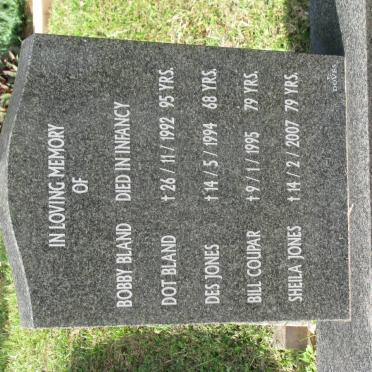 IN LOVING MEMORY
OF
BOBBY BLAND DIED IN INFANCY
DOT BLAND † 26 / 11 / 1992 95 YRS.
DES JONES † 14 / 5 / 1994 68 YRS.
BILL COUPAR † 9 / 1 / 1995 79 YRS.
SHEILA JONES † 14 / 2 / 2007 79 YRS.